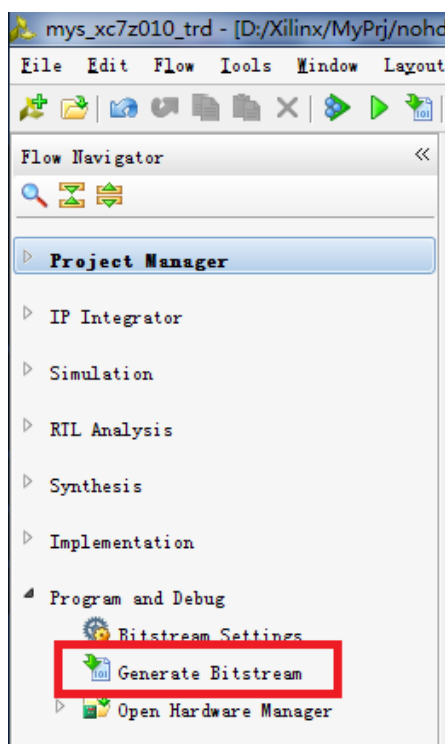 mys_xc7z010_trd - [D:/Xilinx/MyPrj/nohd
File Edit Flow Tools Window Layout
Flow Navigator
Project Manager
IP Integrator
Simulation
RTL Analysis
Synthesis
Implementation
Program and Debug
Bitstream Settings
Generate Bitstream
Open Hardware Manager